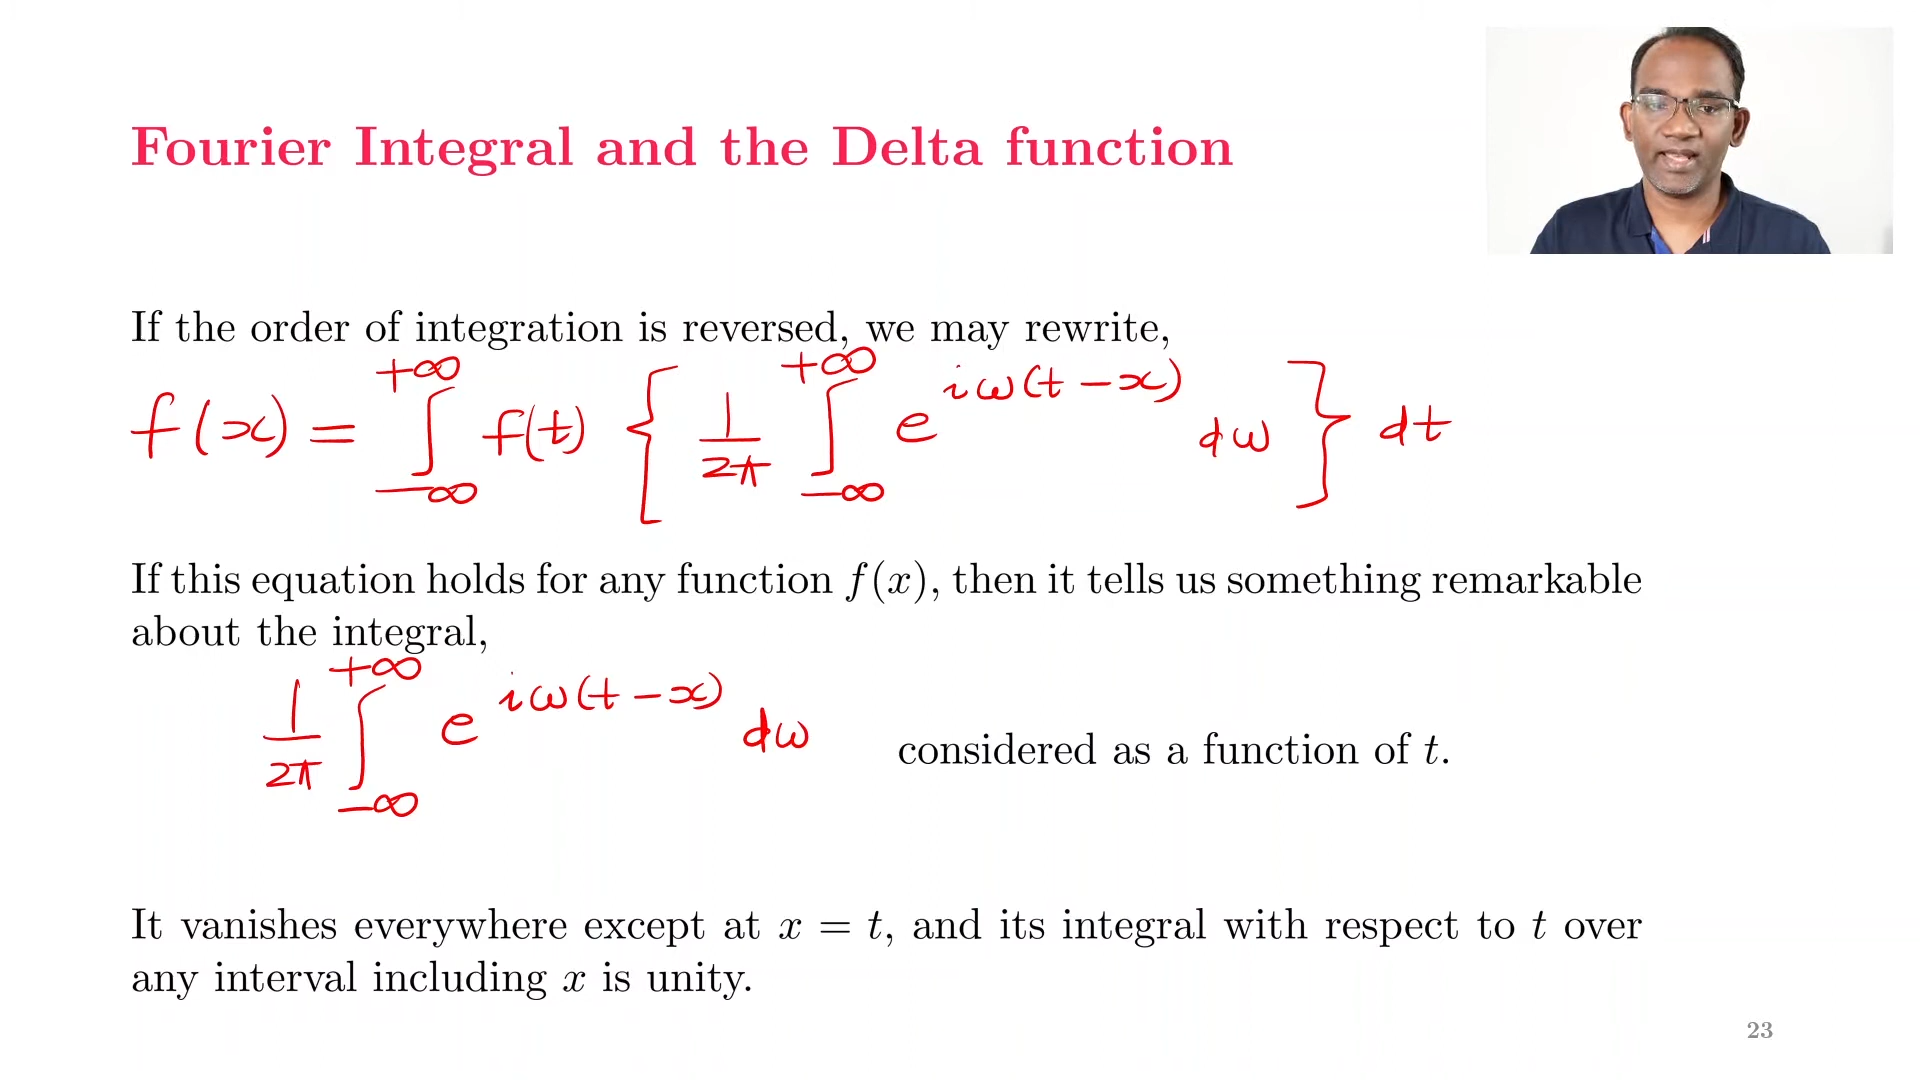 Fourier Integral and the Delta function
If the order of integration is reversed, we may rewrite,
f(x) = ∫_{-∞}^{+∞} f(t) { 1/2π ∫_{-∞}^{+∞} e^{iω(t-x)} dω } dt
If this equation holds for any function f(x), then it tells us something remarkable
about the integral,
1/2π ∫_{-∞}^{+∞} e^{iω(t-x)} dω considered as a function of t.
It vanishes everywhere except at x = t, and its integral with respect to t over
any interval including x is unity.
23